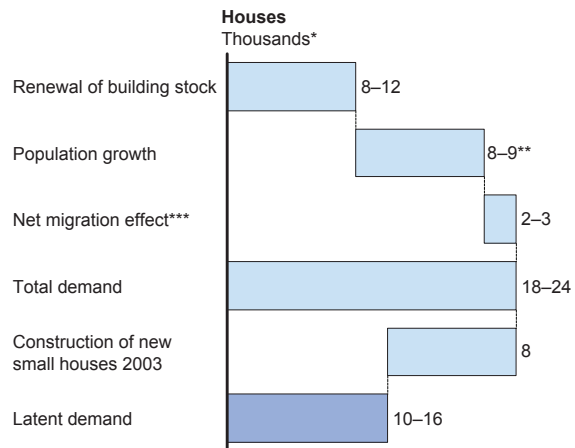 Houses
Thousands*
Renewal of building stock
8–12
Population growth
8–9**
Net migration effect***
2–3
Total demand
18–24
Construction of new
small houses 2003
8
Latent demand
10–16